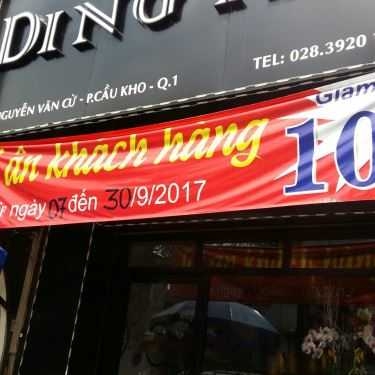 DING
NGUYỄN VĂN CỪ - P.CẦU KHO - Q.1
TEL: 028.3920
ân khách hàng
Giảm
10
ừ ngày 07 đến 30/9/2017